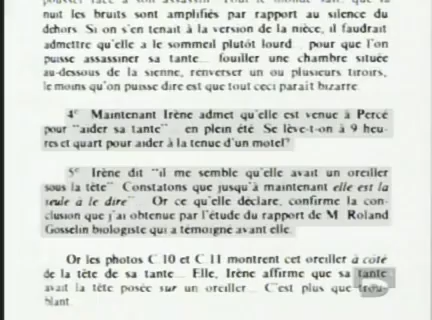 nuit les bruits sont amplifiés par rapport au silence du
dehors. Si on s'en tenait à la version de la nièce, il faudrait
admettre qu'elle a le sommeil plutôt lourd... pour que l'on
puisse assassiner sa tante... fouiller une chambre située
au-dessous de la sienne, renverser un ou plusieurs tiroirs,
le moins qu'on puisse dire est que tout ceci paraît bizarre.
4° Maintenant Irène admet qu'elle est venue à Percé
pour "aider sa tante"... en plein été. Se lève-t-on à 9 heu-
res et quart pour aider à la tenue d'un motel?
5° Irène dit "il me semble qu'elle avait un oreiller
sous la tête". Constatons que jusqu'à maintenant elle est la
seule à le dire"... Or ce qu'elle déclare, confirme la con-
clusion que j'ai obtenue par l'étude du rapport de M. Roland
Gosselin biologiste qui a témoigné avant elle.
Or les photos C 10 et C 11 montrent cet oreiller à côté
de la tête de sa tante... Elle, Irène affirme que sa tante
avait la tête posée sur un oreiller... C'est plus que trou-
blant.